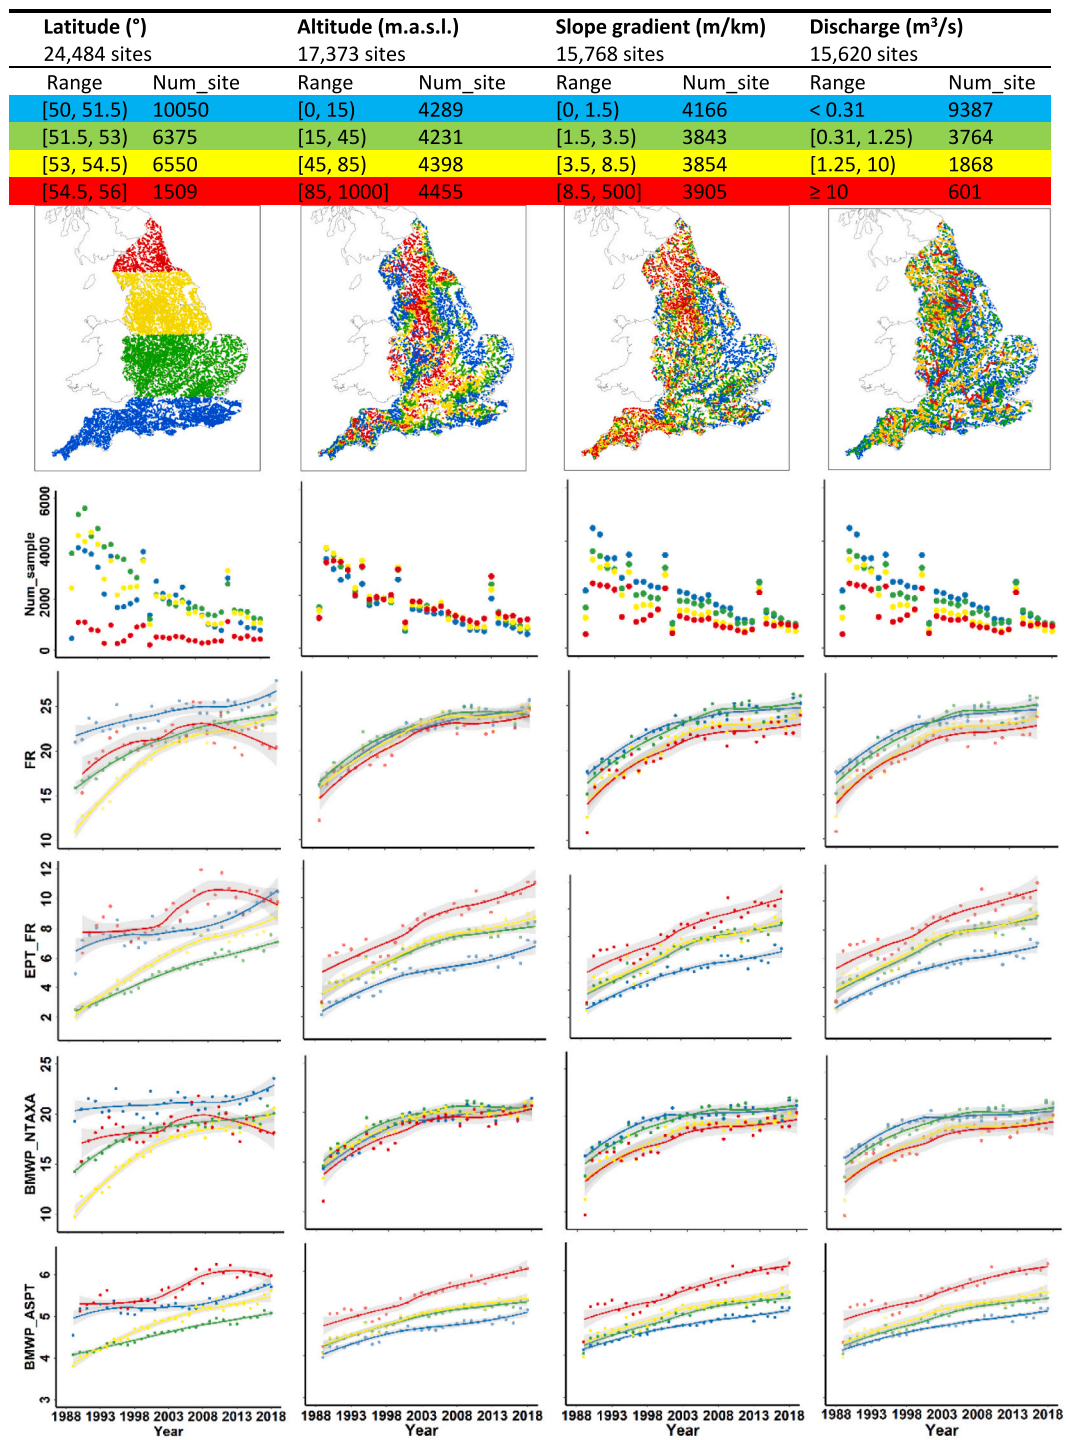 Latitude (°) Altitude (m.a.s.l.) Slope gradient (m/km) Discharge (m³/s)
24,484 sites 17,373 sites 15,768 sites 15,620 sites
Range Num_site Range Num_site Range Num_site Range Num_site
[50, 51.5) 10050 [0, 15) 4289 [0, 1.5) 4166 < 0.31 9387
[51.5, 53) 6375 [15, 45) 4231 [1.5, 3.5) 3843 [0.31, 1.25) 3764
[53, 54.5) 6550 [45, 85) 4398 [3.5, 8.5) 3854 [1.25, 10) 1868
[54.5, 56] 1509 [85, 1000] 4455 [8.5, 500] 3905 ≥ 10 601
Num_sample
6000
4000
2000
0
FR
25
20
15
10
EPT_FR
12
10
8
6
4
2
BMWP_NTAXA
25
20
15
10
BMWP_ASPT
6
5
4
3
1988 1993 1998 2003 2008 2013 2018 1988 1993 1998 2003 2008 2013 2018 1988 1993 1998 2003 2008 2013 2018 1988 1993 1998 2003 2008 2013 2018
Year Year Year Year